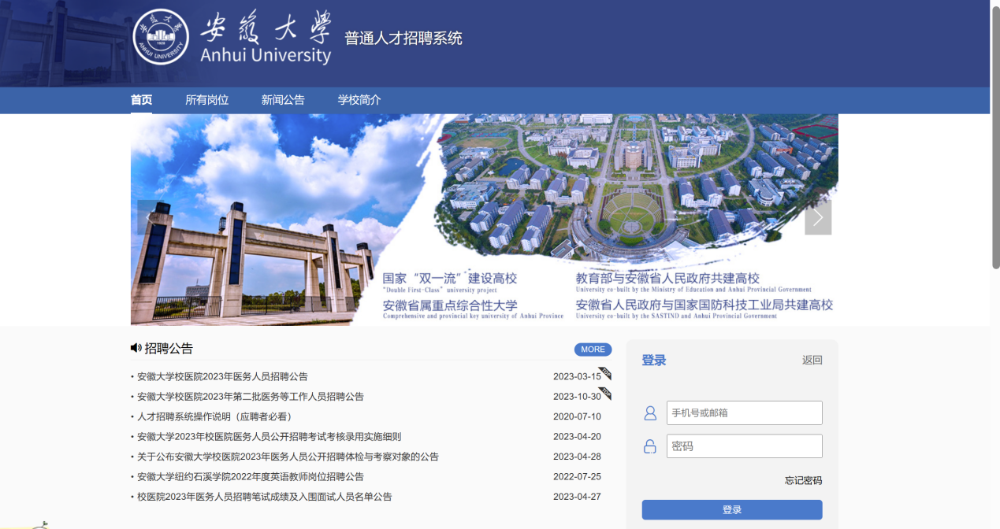 安徽大學
Anhui University
普通人才招聘系统
ANHUI UNIVERSITY
首页 所有岗位 新闻公告 学校简介
国家“双一流”建设高校
"Double First-Class" university project
安徽省属重点综合性大学
Comprehensive and provincial key university of Anhui Province
教育部与安徽省人民政府共建高校
University co-built by the Ministry of Education and Anhui Provincial Government
安徽省人民政府与国家国防科技工业局共建高校
University co-built by the SASTIND and Anhui Provincial Government
招聘公告 MORE
· 安徽大学校医院2023年医务人员招聘公告 2023-03-15 TOP
· 安徽大学校医院2023年第二批医务等工作人员招聘公告 2023-10-30 TOP
· 人才招聘系统操作说明（应聘者必看） 2020-07-10
· 安徽大学2023年校医院医务人员公开招聘考试考核录用实施细则 2023-04-20
· 关于公布安徽大学校医院2023年医务人员公开招聘体检与考察对象的公告 2023-04-28
· 安徽大学纽约石溪学院2022年度英语教师岗位招聘公告 2022-07-25
· 校医院2023年医务人员招聘笔试成绩及入围面试人员名单公告 2023-04-27
登录 返回
手机号或邮箱
密码
忘记密码
登录